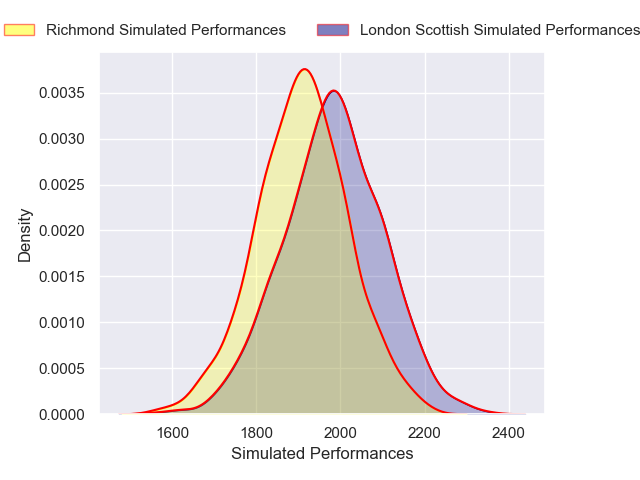 Richmond Simulated Performances London Scottish Simulated Performances
0.0035
0.0030
0.0025
0.0020
0.0015
0.0010
0.0005
0.0000
Density
1600 1800 2000 2200 2400
Simulated Performances